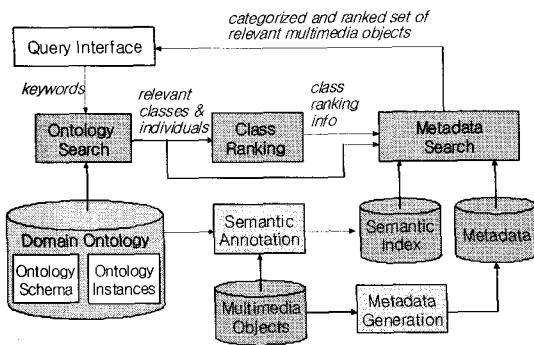 categorized and ranked set of
relevant multimedia objects
Query Interface
keywords
relevant
classes &
individuals
class
ranking
info
Ontology
Search
Class
Ranking
Metadata
Search
Domain Ontology
Ontology
Schema
Ontology
Instances
Semantic
Annotation
Semantic
Index
Metadata
Multimedia
Objects
Metadata
Generation